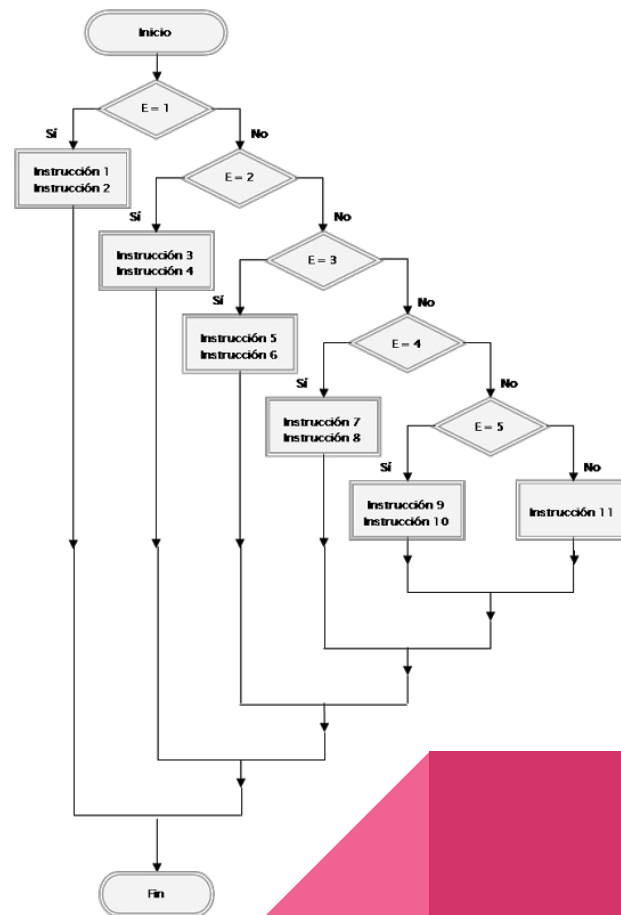 Inicio
E = 1
Sí
No
Instrucción 1
Instrucción 2
E = 2
Sí
No
Instrucción 3
Instrucción 4
E = 3
Sí
No
Instrucción 5
Instrucción 6
E = 4
Sí
No
Instrucción 7
Instrucción 8
E = 5
Sí
No
Instrucción 9
Instrucción 10
Instrucción 11
Fin